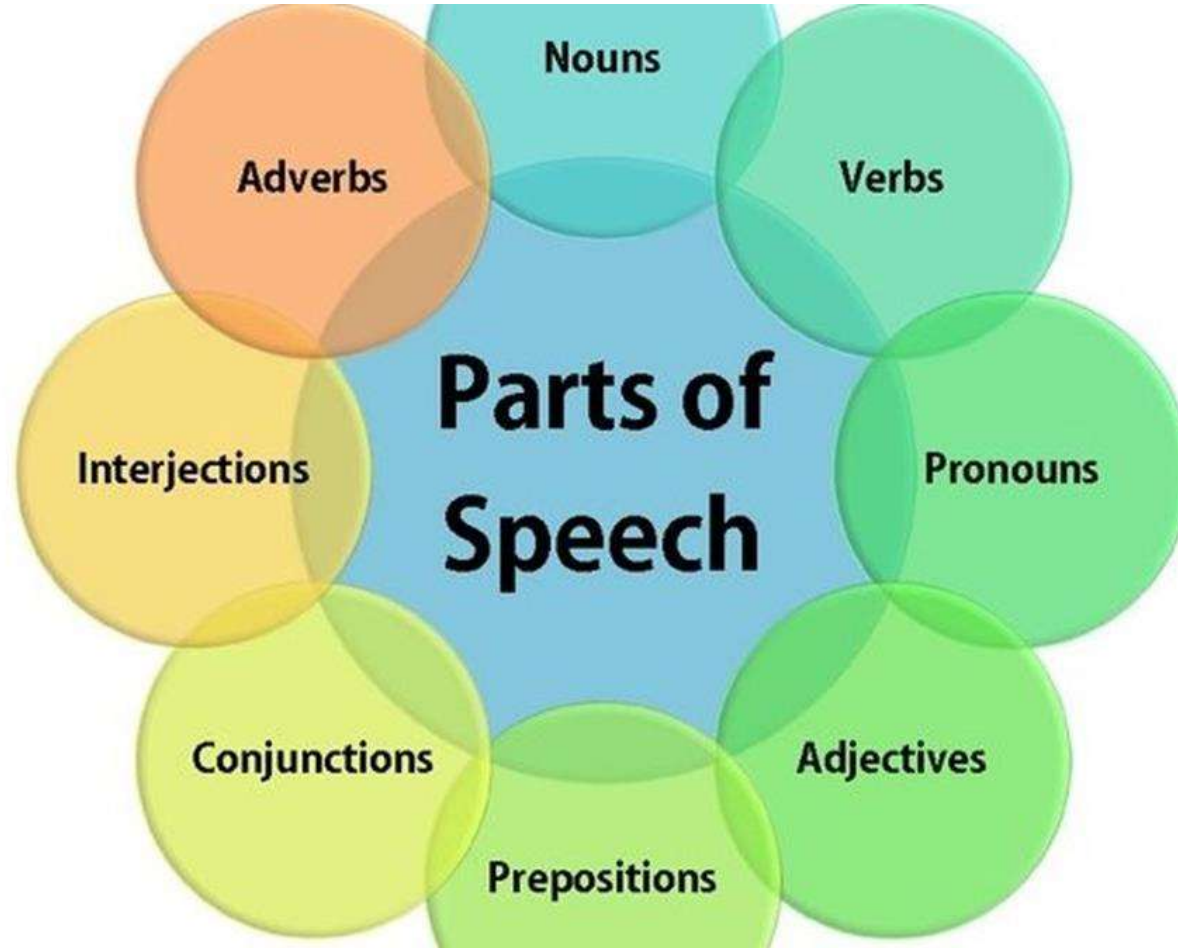 Nouns
Adverbs
Verbs
Parts of
Speech
Interjections
Pronouns
Conjunctions
Adjectives
Prepositions